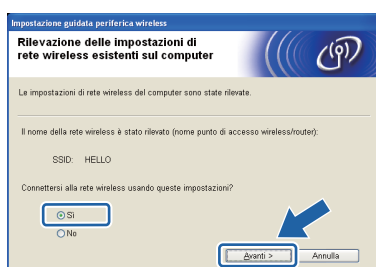 Impostazione guidata periferica wireless
Rilevazione delle impostazioni di
rete wireless esistenti sul computer
Le impostazioni di rete wireless del computer sono state rilevate.
Il nome della rete wireless è stato rilevato (nome punto di accesso wireless/router):
SSID: HELLO
Connettersi alla rete wireless usando queste impostazioni?
Sì
No
Avanti >
Annulla